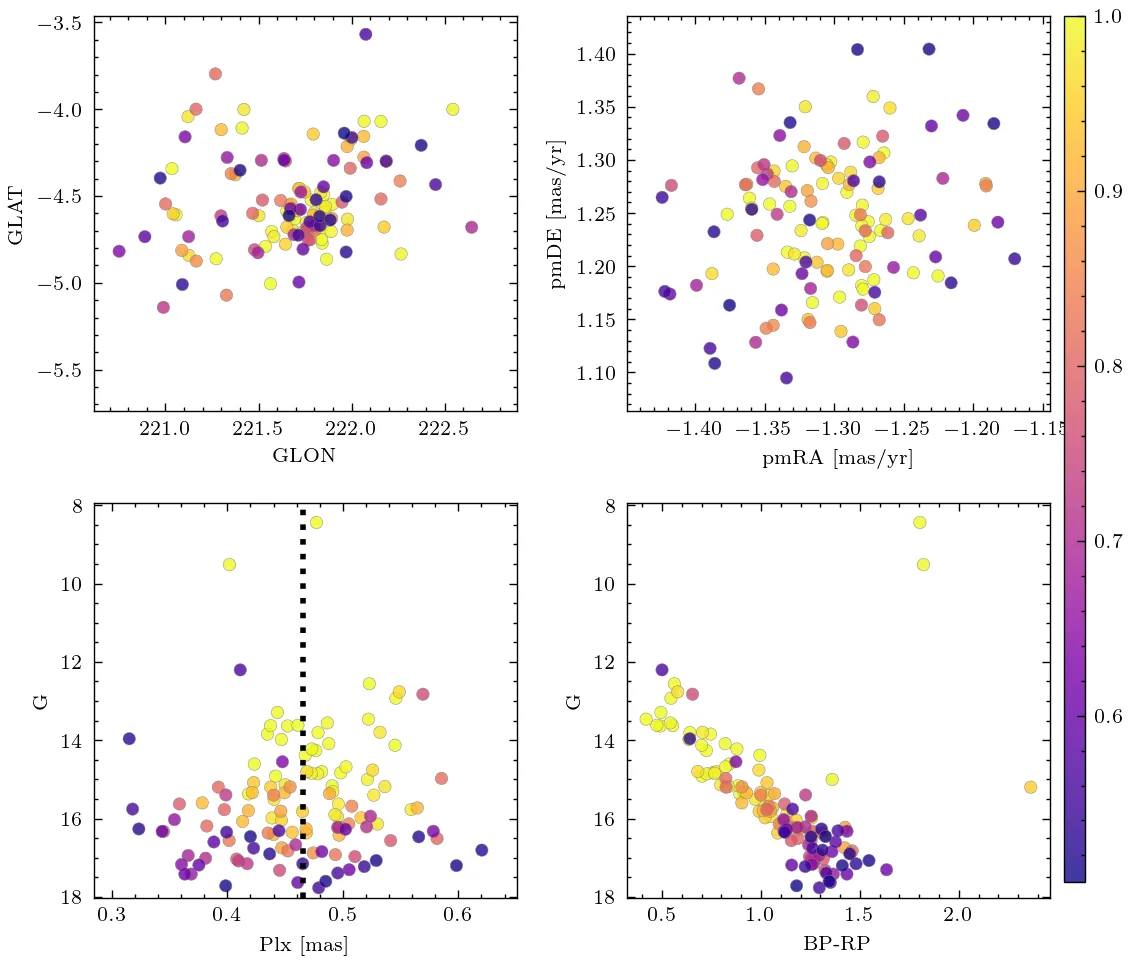 −3.5
−4.0
−4.5
−5.0
−5.5
GLAT
221.0 221.5 222.0 222.5
GLON
1.40
1.35
1.30
1.25
1.20
1.15
1.10
pmDE [mas/yr]
−1.40 −1.35 −1.30 −1.25 −1.20 −1.15
pmRA [mas/yr]
1.0
0.9
0.8
0.7
0.6
8
10
12
14
16
18
G
0.3 0.4 0.5 0.6
Plx [mas]
8
10
12
14
16
18
G
0.5 1.0 1.5 2.0
BP-RP